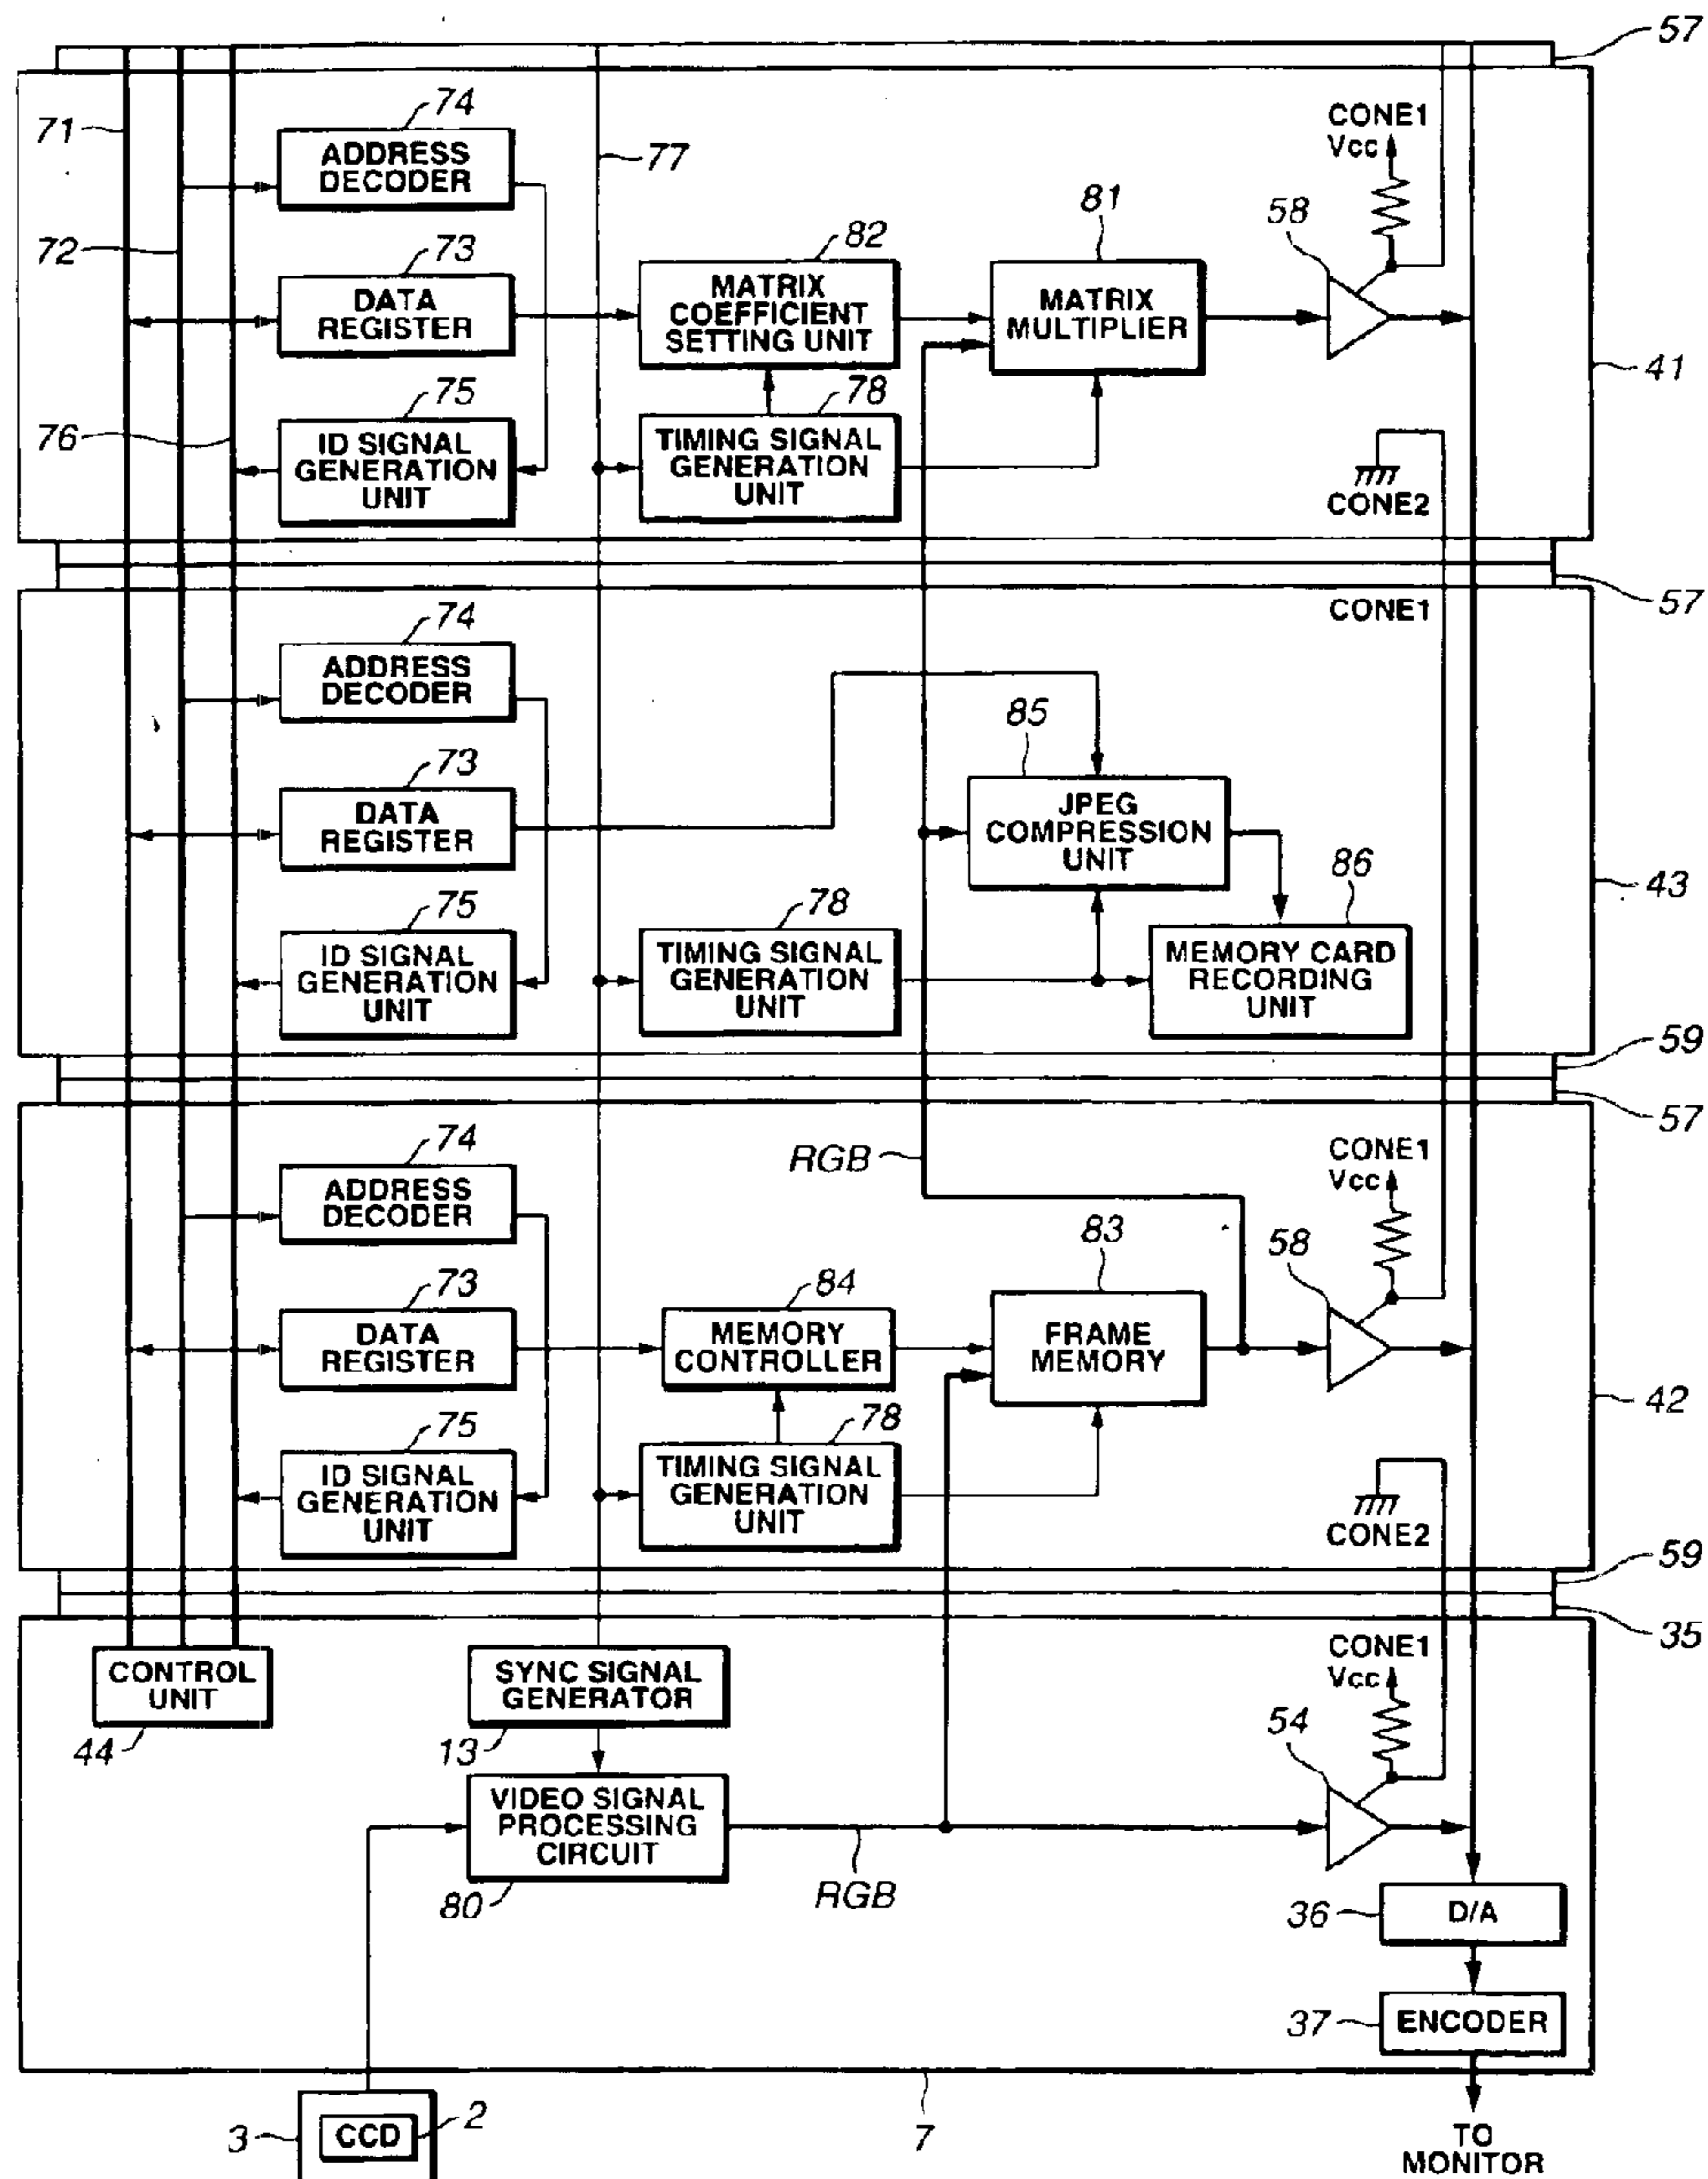 57
74
71
ADDRESS
DECODER
77
CONE1
Vcc
81
58
72
73
82
DATA
REGISTER
MATRIX
COEFFICIENT
SETTING UNIT
MATRIX
MULTIPLIER
41
75
78
76
ID SIGNAL
GENERATION
UNIT
TIMING SIGNAL
GENERATION
UNIT
CONE2
57
CONE1
74
ADDRESS
DECODER
85
73
DATA
REGISTER
JPEG
COMPRESSION
UNIT
86
43
75
78
ID SIGNAL
GENERATION
UNIT
TIMING SIGNAL
GENERATION
UNIT
MEMORY CARD
RECORDING
UNIT
59
57
74
RGB
CONE1
Vcc
ADDRESS
DECODER
83
58
73
84
DATA
REGISTER
MEMORY
CONTROLLER
FRAME
MEMORY
42
75
78
ID SIGNAL
GENERATION
UNIT
TIMING SIGNAL
GENERATION
UNIT
CONE2
59
35
CONTROL
UNIT
SYNC SIGNAL
GENERATOR
CONE1
Vcc
44
13
54
VIDEO SIGNAL
PROCESSING
CIRCUIT
80
RGB
36
D/A
37
ENCODER
3
CCD
2
7
TO
MONITOR